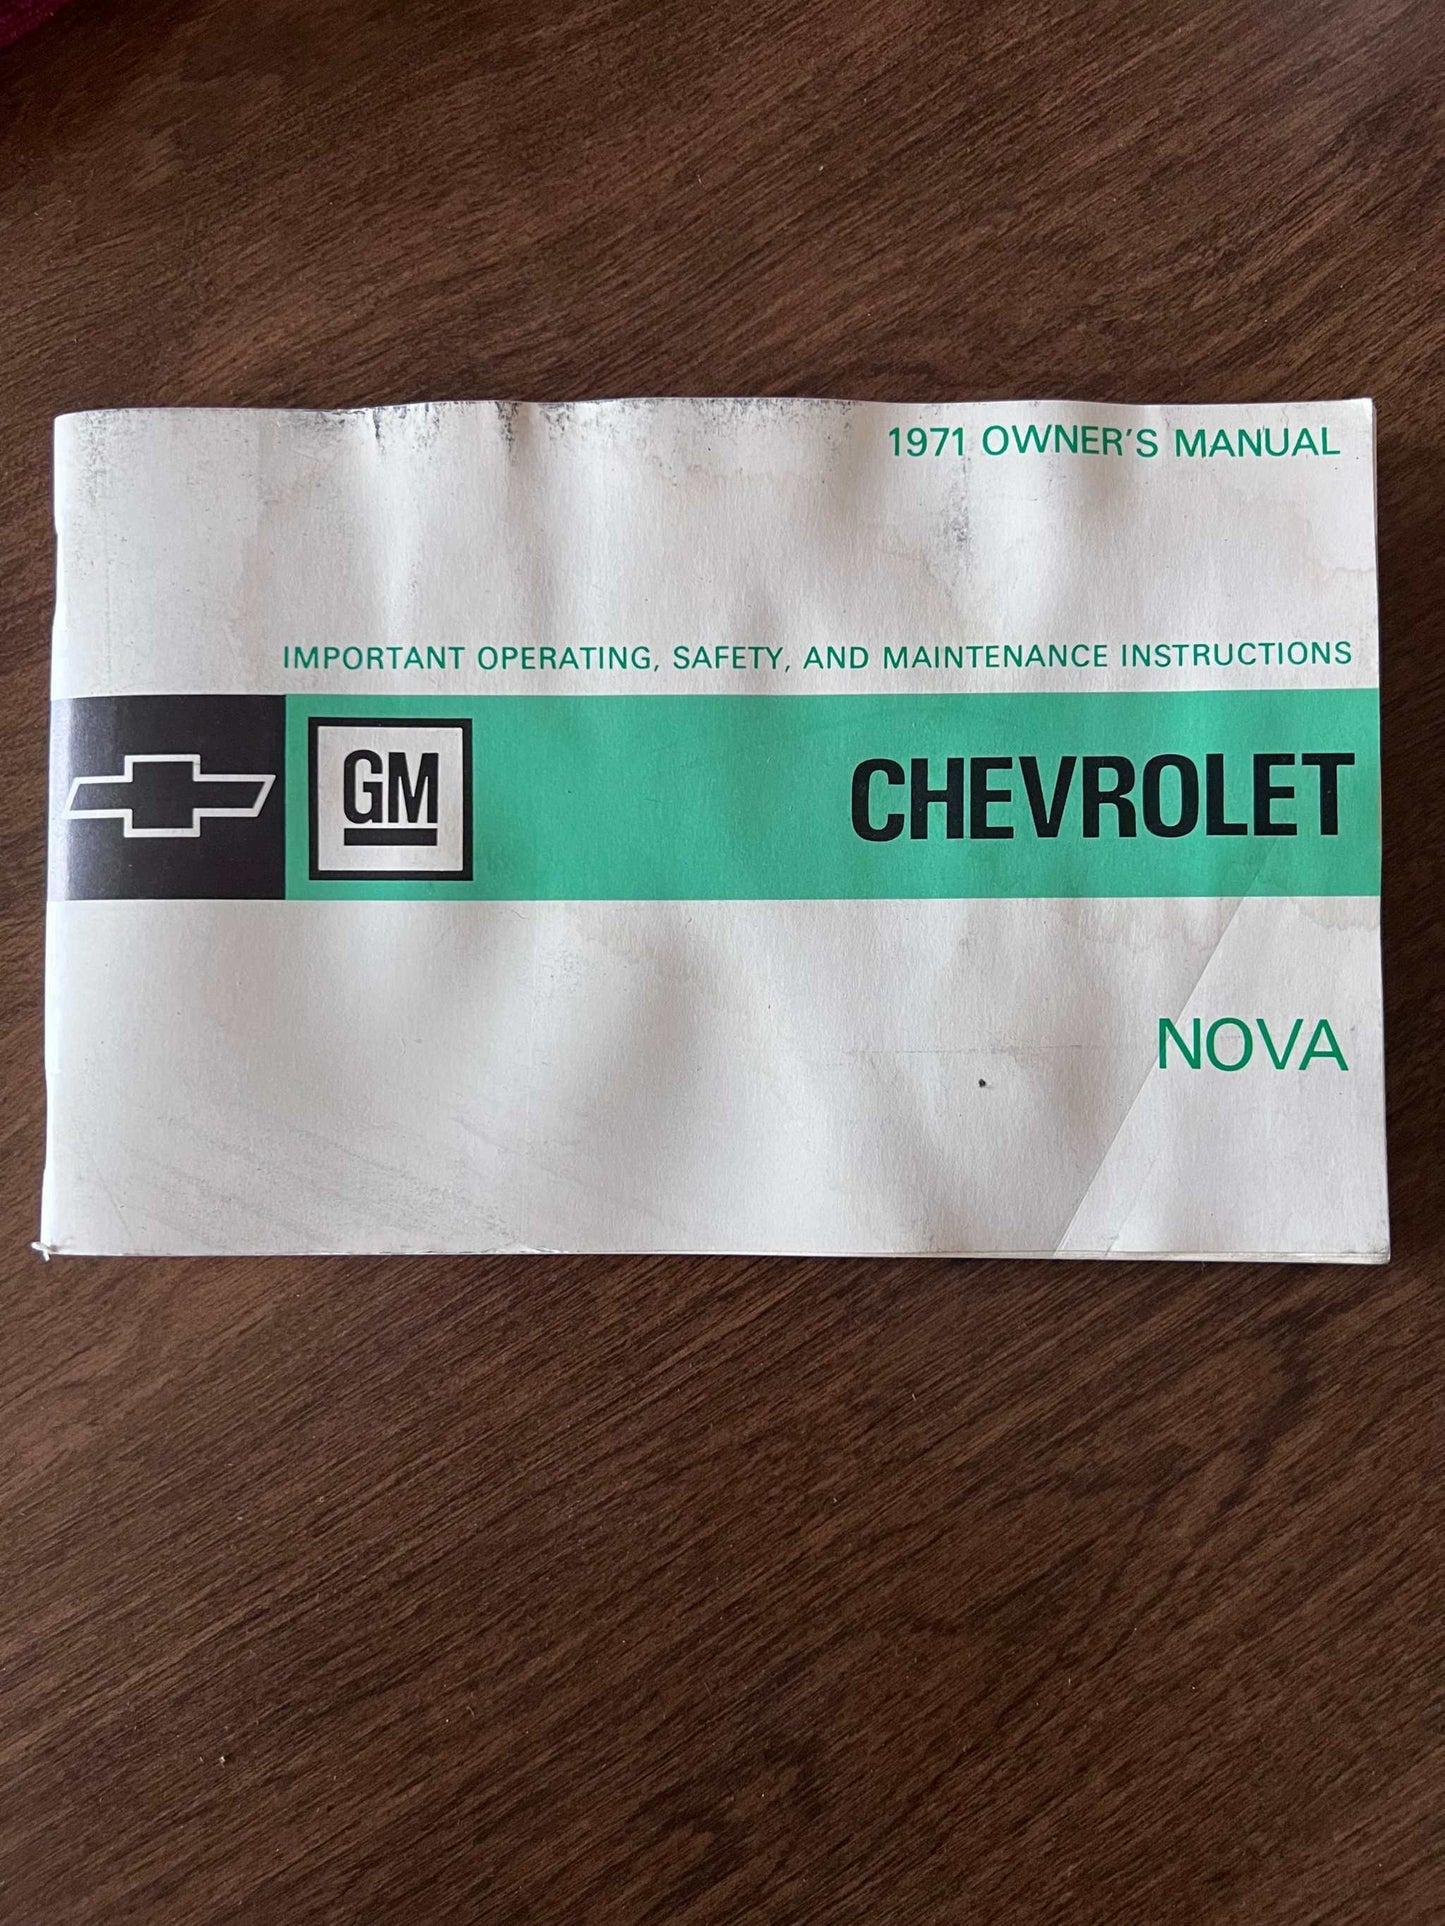 1971 OWNER'S MANUAL
IMPORTANT OPERATING, SAFETY, AND MAINTENANCE INSTRUCTIONS
GM
CHEVROLET
NOVA